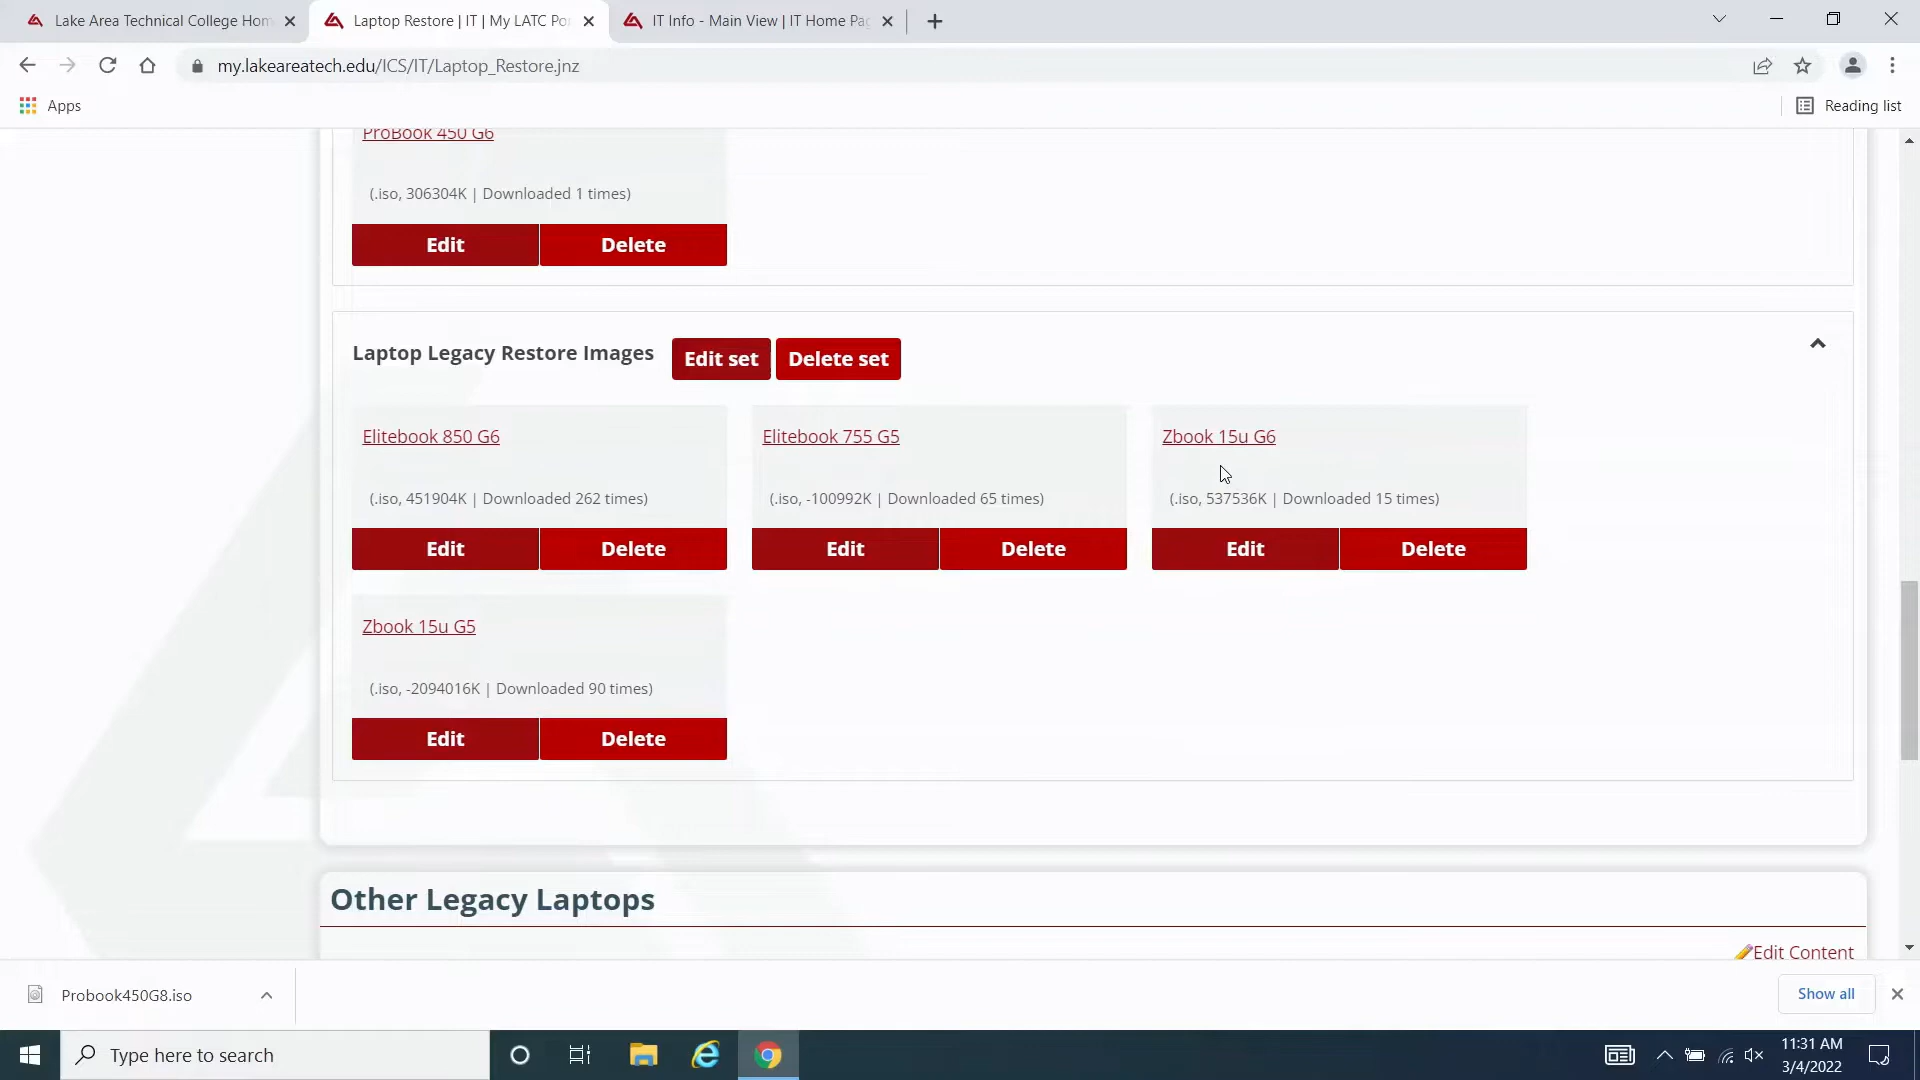 Lake Area Technical College Hom
Laptop Restore | IT | My LATC Po
IT Info - Main View | IT Home Pag
my.lakeareatech.edu/ICS/IT/Laptop_Restore.jnz
Apps
Reading list
ProBook 450 G6
(.iso, 306304K | Downloaded 1 times)
Edit Delete
Laptop Legacy Restore Images Edit set Delete set
Elitebook 850 G6 Elitebook 755 G5 Zbook 15u G6
(.iso, 451904K | Downloaded 262 times) (.iso, -100992K | Downloaded 65 times) (.iso, 537536K | Downloaded 15 times)
Edit Delete Edit Delete Edit Delete
Zbook 15u G5
(.iso, -2094016K | Downloaded 90 times)
Edit Delete
Other Legacy Laptops
Edit Content
Probook450G8.iso
Show all
Type here to search
11:31 AM
3/4/2022